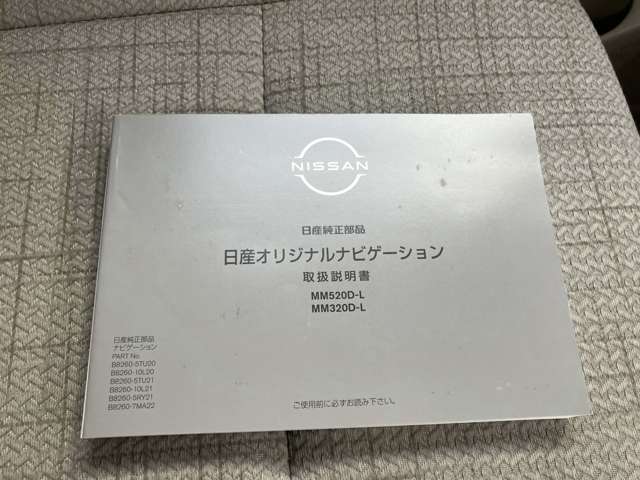 NISSAN
日産純正部品
日産オリジナルナビゲーション
取扱説明書
MM520D-L
MM320D-L
日産純正部品
ナビゲーション
PART No.
B8260-5TU20
B8260-10L20
B8260-5TU21
B8260-10L21
B8260-5RY21
B8260-7MA22
ご使用前に必ずお読み下さい。